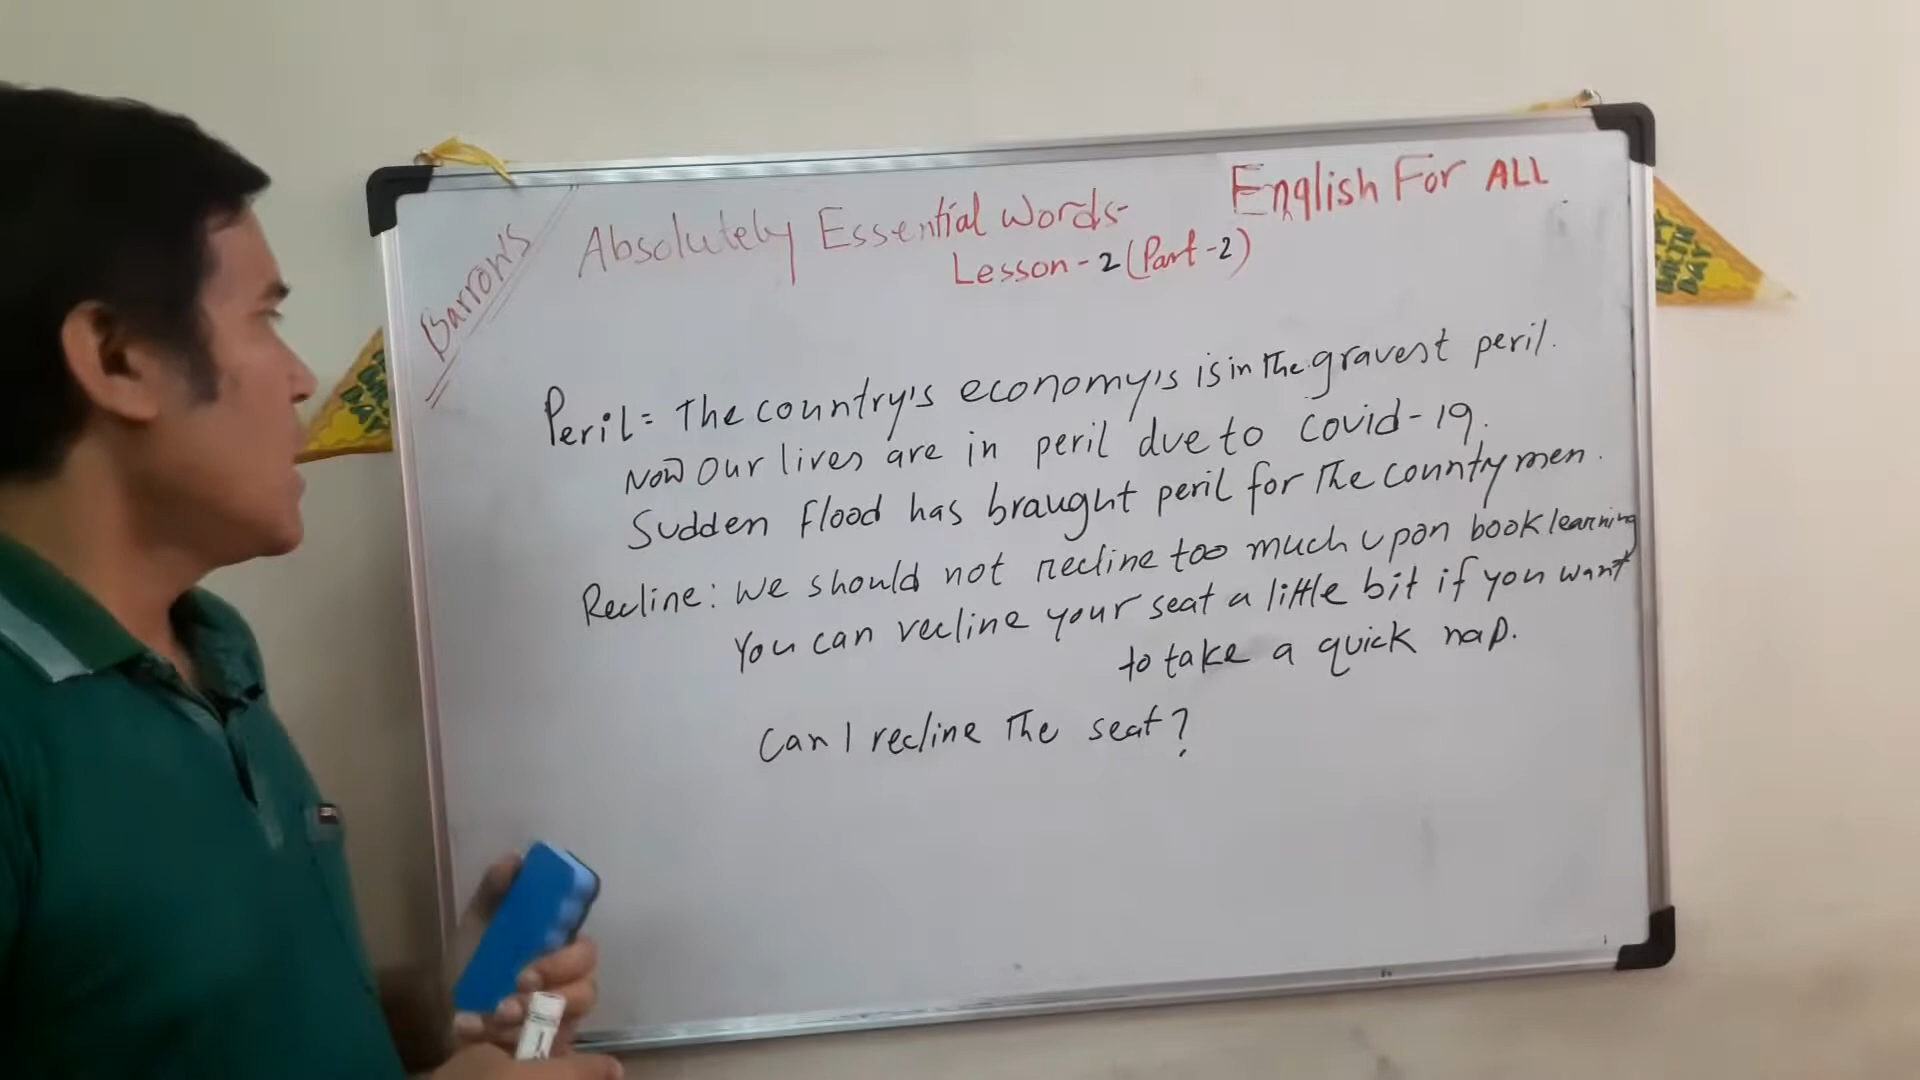 Barron's
Absolutely Essential Words-
English For ALL
Lesson-2 (Part-2)
Peril= The country's economy's is in The gravest peril.
Now Our lives are in peril due to covid-19.
Sudden flood has braught peril for The country men.
Recline: We should not recline too much upon book learning
You can recline your seat a little bit if you want
to take a quick nap.
Can I recline The seat?